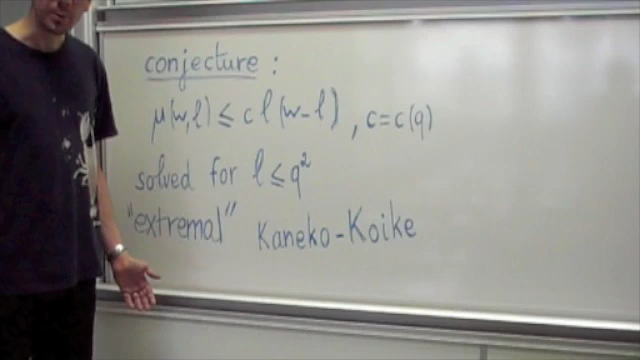 conjecture :
μ(w,l) ≤ c l (w-l) , c = c(q)
solved for l ≤ q²
"extremal" Kaneko-Koike